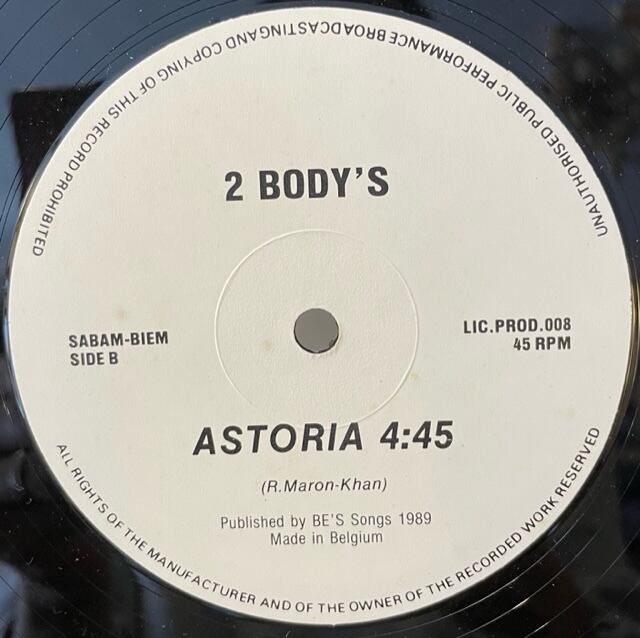 UNAUTHORISED PUBLIC PERFORMANCE BROADCASTING AND COPYING OF THIS RECORD PROHIBITED
2 BODY'S
SABAM-BIEM
SIDE B
LIC.PROD.008
45 RPM
ASTORIA 4:45
(R.Maron-Khan)
Published by BE'S Songs 1989
Made in Belgium
ALL RIGHTS OF THE MANUFACTURER AND OF THE OWNER OF THE RECORDED WORK RESERVED